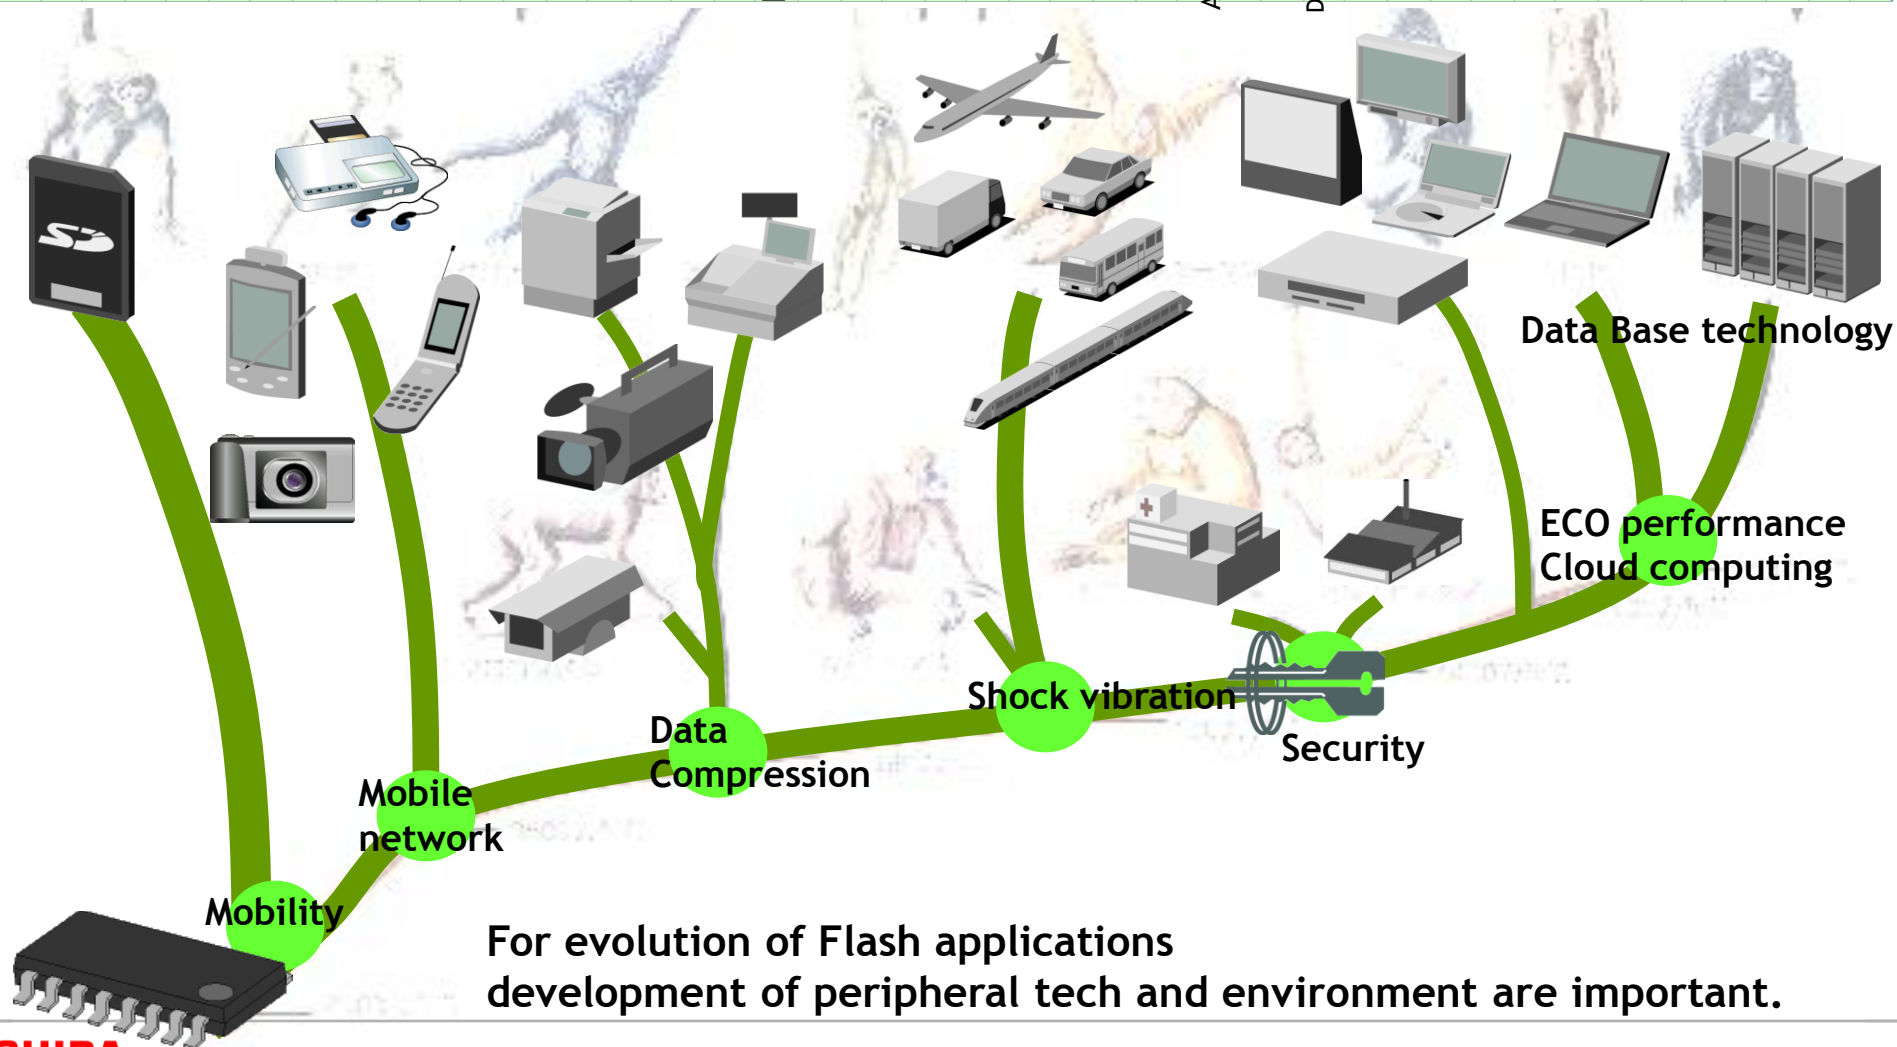 SD
Data Base technology
ECO performance
Cloud computing
Shock vibration
Security
Data
Compression
Mobile
network
Mobility
For evolution of Flash applications
development of peripheral tech and environment are important.